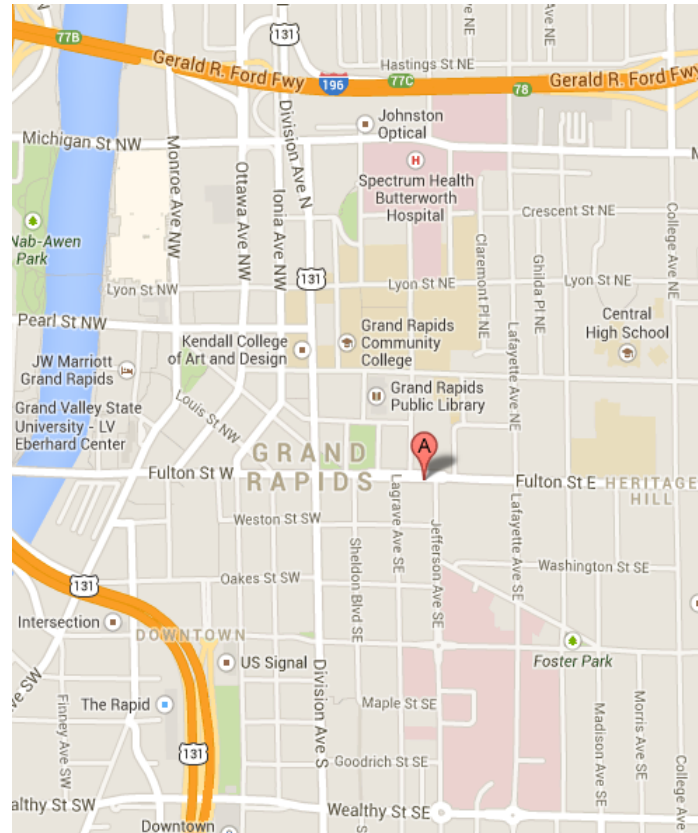 131
77B
Hastings St NE
Gerald R. Ford Fwy
196
77C
78
Gerald R. Ford Fwy
Division Ave N
Ave NE
Michigan St NW
Johnston
Optical
M
H
Spectrum Health
Butterworth
Hospital
Monroe Ave NW
Ottawa Ave NW
Ionia Ave NW
Crescent St NE
College Ave NE
Nab-Awen
Park
Claremont Pl NE
Ghilda Pl NE
131
Lyon St NW
Lyon St NE
Lyon St NE
Pearl St NW
Kendall College
of Art and Design
Grand Rapids
Community
College
Central
High School
Lafayette Ave NE
JW Marriott
Grand Rapids
Grand Rapids
Public Library
Louis St NW
Grand Valley State
University - LV
Eberhard Center
GRAND
RAPIDS
A
Fulton St W
Fulton St E
HERITAGE
HILL
Lagrave Ave SE
Jefferson Ave SE
Lafayette Ave SE
Weston St SW
Sheldon Blvd SE
Washington St SE
Oakes St SW
131
Intersection
DOWNTOWN
US Signal
Foster Park
Division Ave S
ve SW
Finney Ave SW
The Rapid
Maple St SE
Madison Ave SE
Morris Ave SE
College Ave
131
Goodrich St SE
althy St SW
Wealthy St SE
Downtown